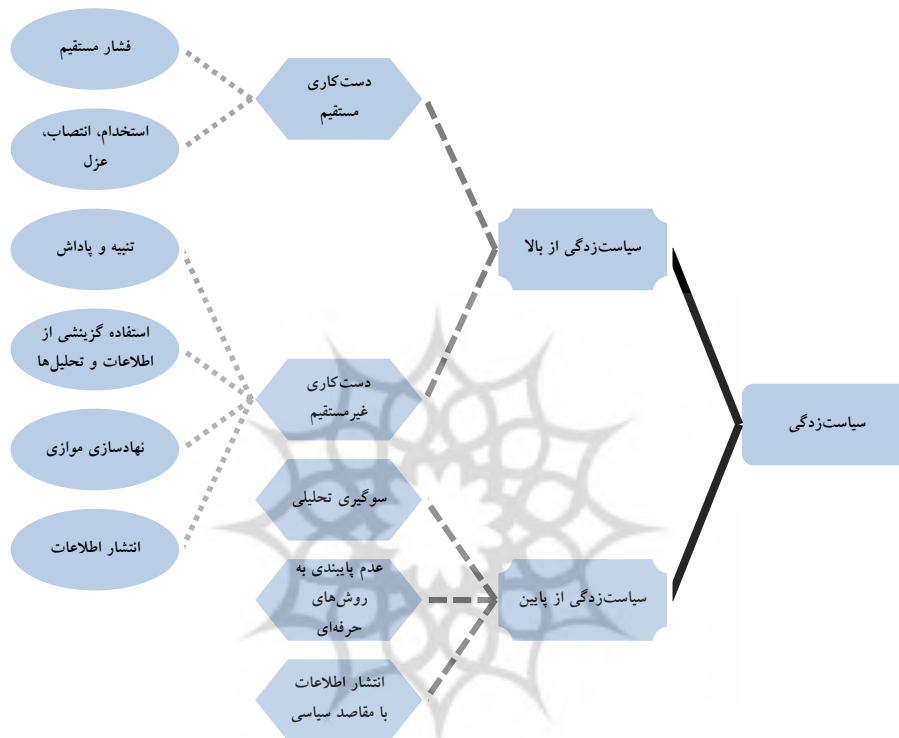 سیاست‌زدگی
سیاست‌زدگی از بالا
دست‌کاری
مستقیم
فشار مستقیم
استخدام، انتصاب،
عزل
دست‌کاری
غیرمستقیم
تنبیه و پاداش
استفاده گزینشی از
اطلاعات و تحلیل‌ها
نهادسازی موازی
انتشار اطلاعات
سیاست‌زدگی از پایین
سوگیری تحلیلی
عدم پایبندی به
روش‌های
حرفه‌ای
انتشار اطلاعات
با مقاصد سیاسی